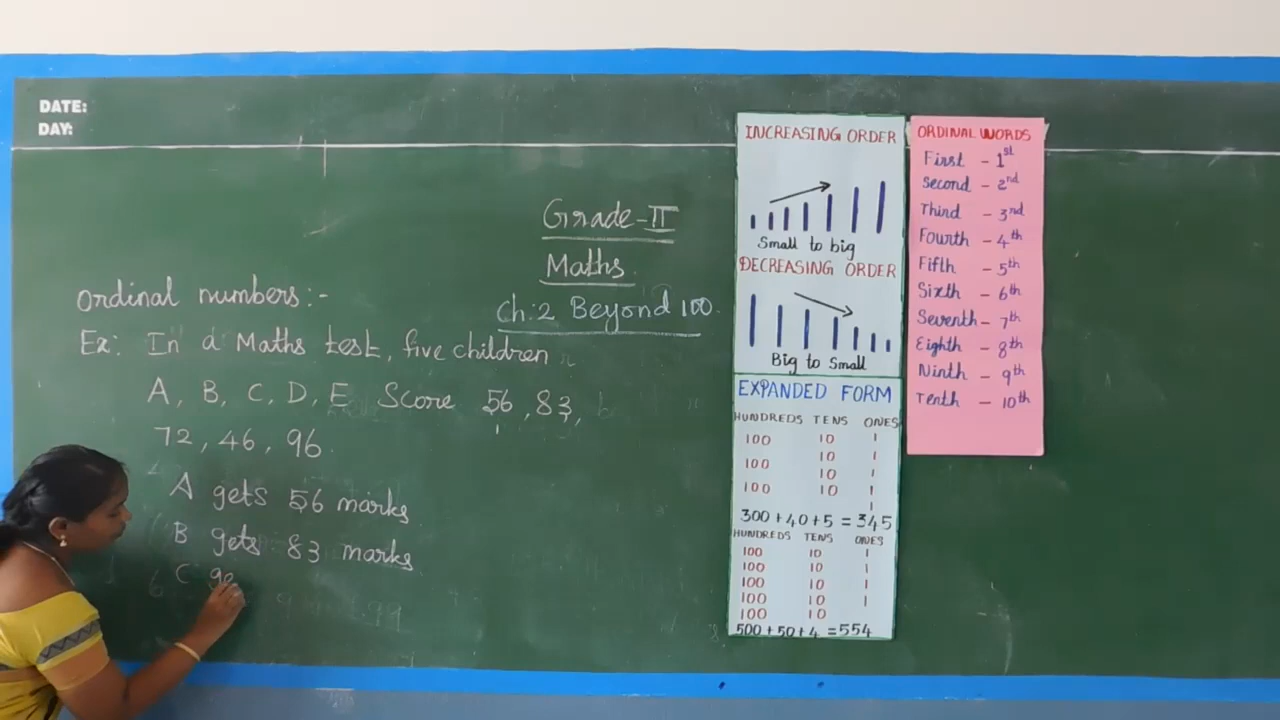 DATE:
DAY:
Grade-II
Maths
Ch:2 Beyond 100.
Ordinal numbers:-
Ex: In a Maths test, five children
A, B, C, D, E Score 56, 83,
72, 46, 96.
A gets 56 marks
B gets 83 marks
C ge
INCREASING ORDER
Small to big
DECREASING ORDER
Big to Small
EXPANDED FORM
HUNDREDS TENS ONES
100 10 1
10 1
100 10 1
100 10 1
1
300+40+5=345
HUNDREDS TENS ONES
100 10 1
100 10 1
100 10 1
100 10 1
100 10
500+50+4=554
ORDINAL WORDS
First - 1st
Second - 2nd
Third - 3rd
Fourth - 4th
Fifth - 5th
Sixth - 6th
Seventh - 7th
Eighth - 8th
Ninth - 9th
Tenth - 10th